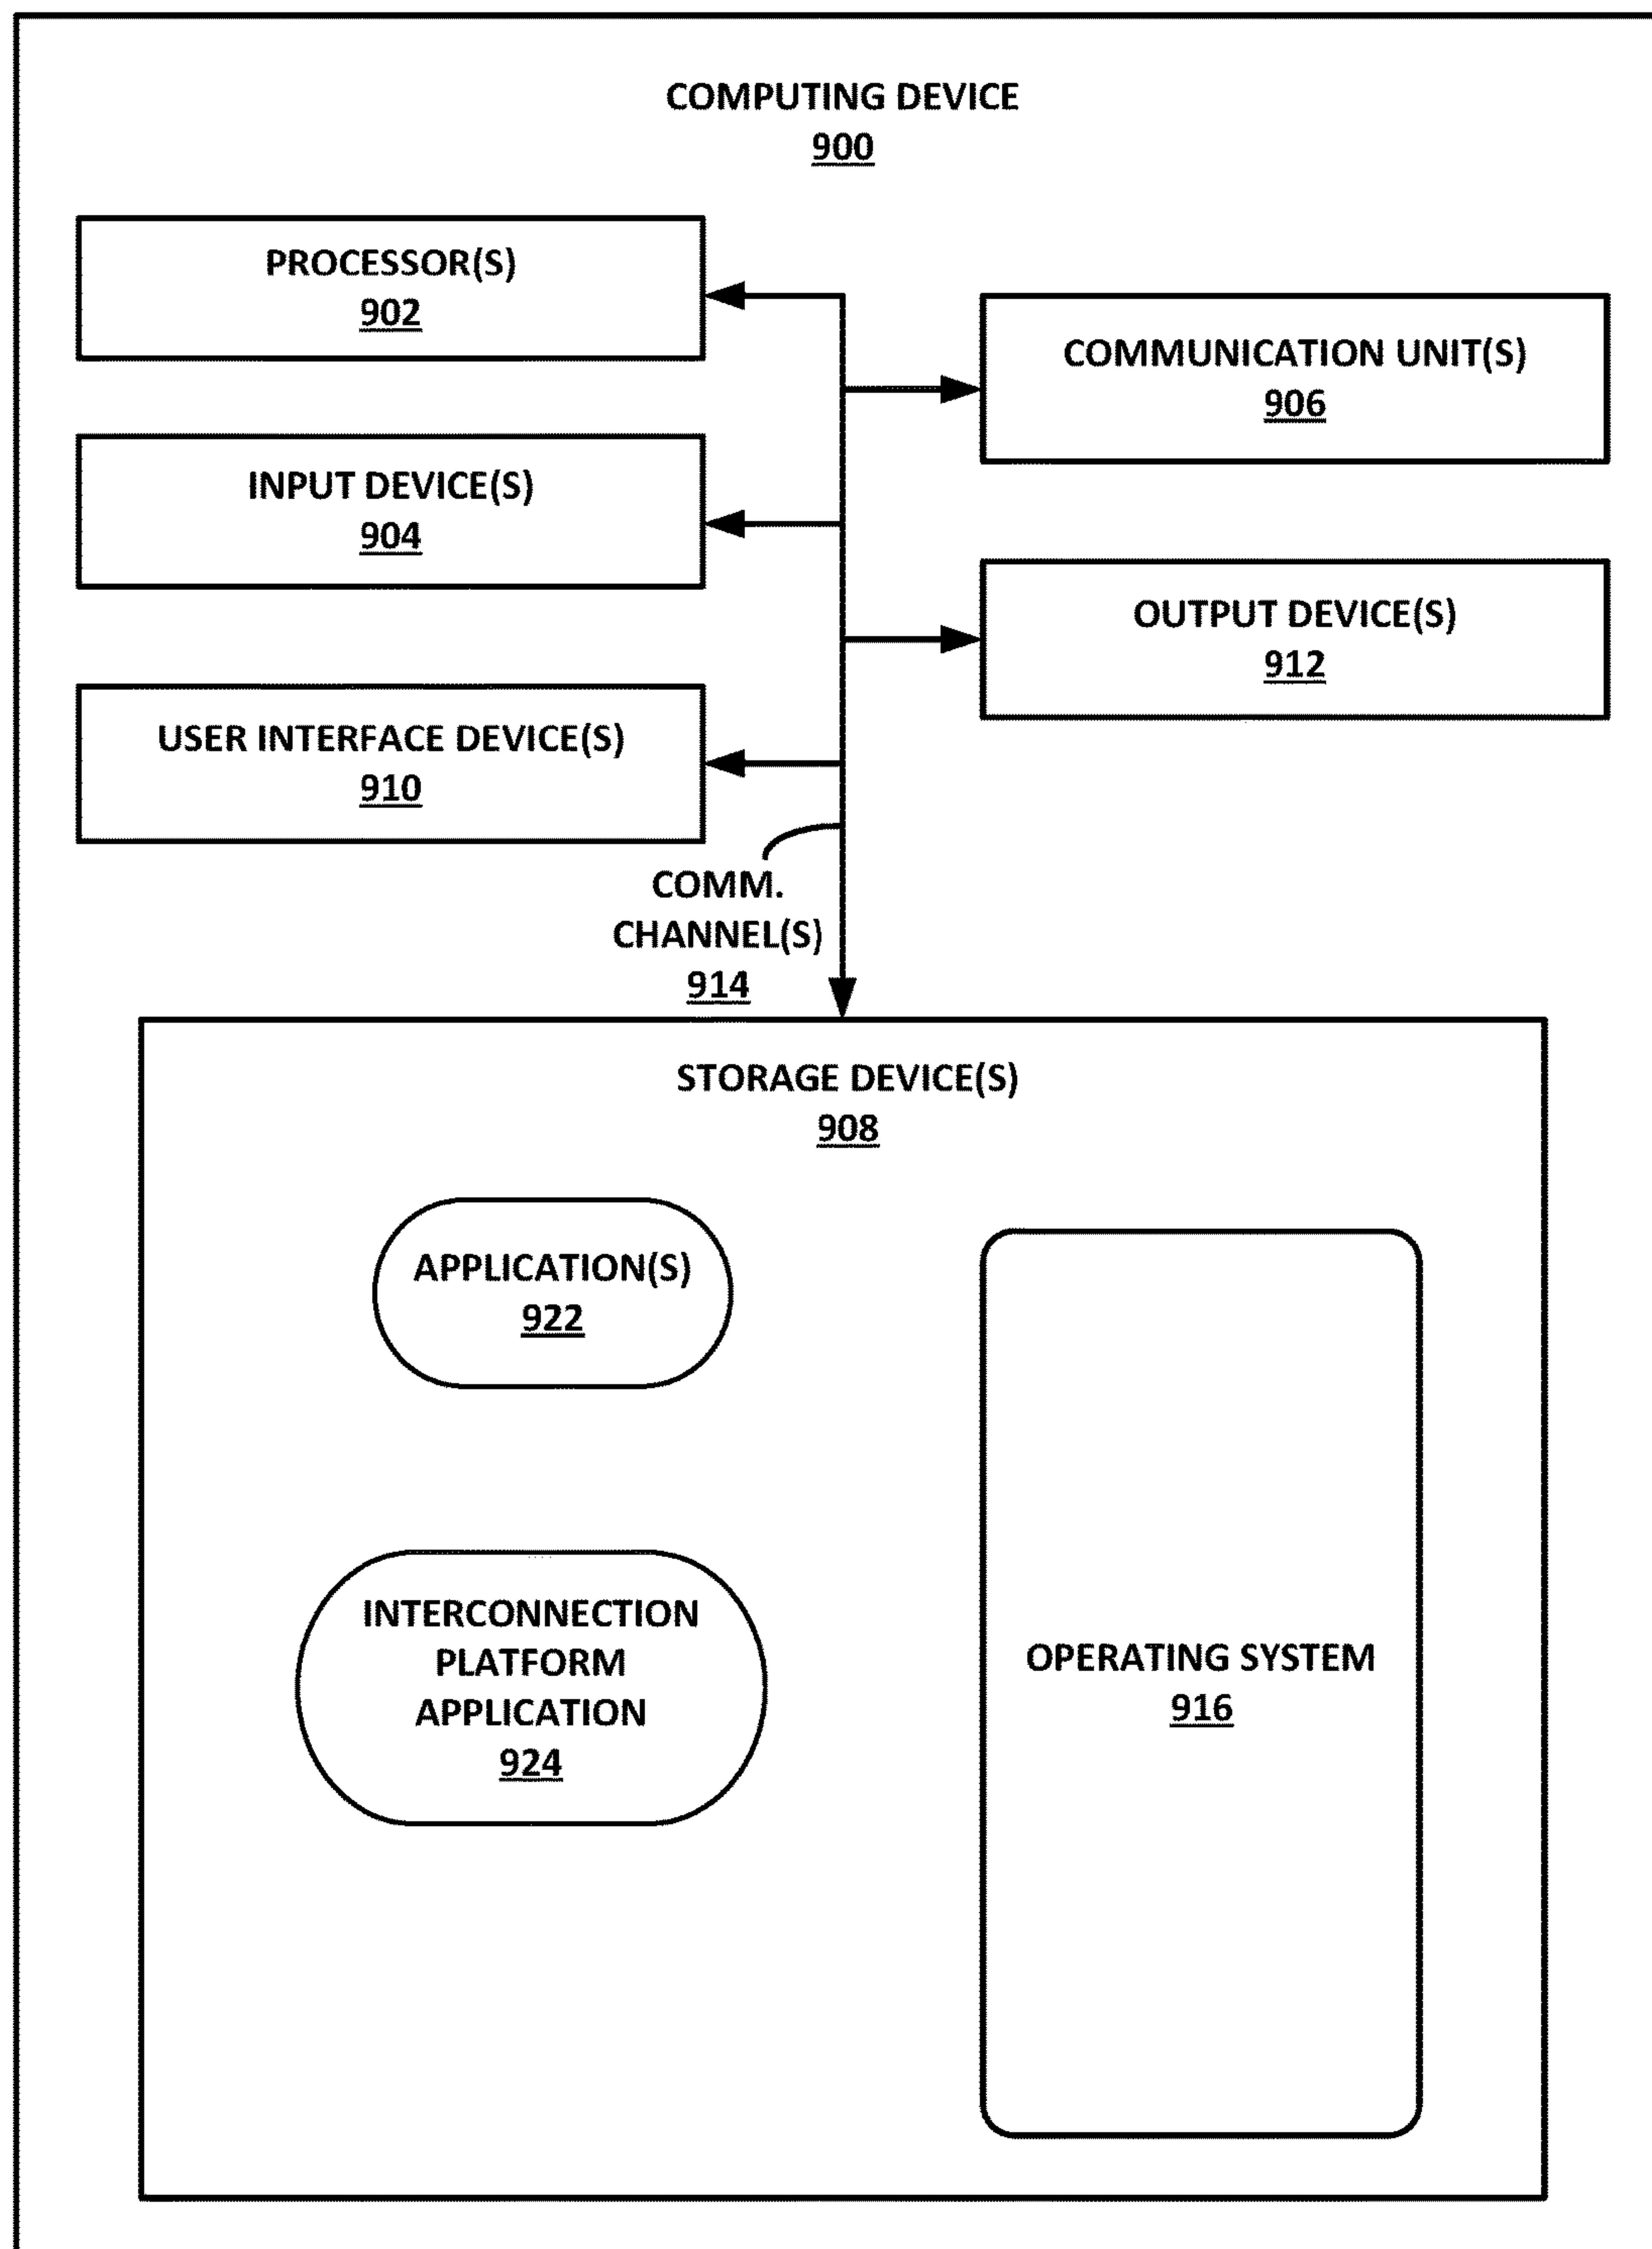 COMPUTING DEVICE
900
PROCESSOR(S)
902
COMMUNICATION UNIT(S)
906
INPUT DEVICE(S)
904
OUTPUT DEVICE(S)
912
USER INTERFACE DEVICE(S)
910
COMM.
CHANNEL(S)
914
STORAGE DEVICE(S)
908
APPLICATION(S)
922
INTERCONNECTION
PLATFORM
APPLICATION
924
OPERATING SYSTEM
916